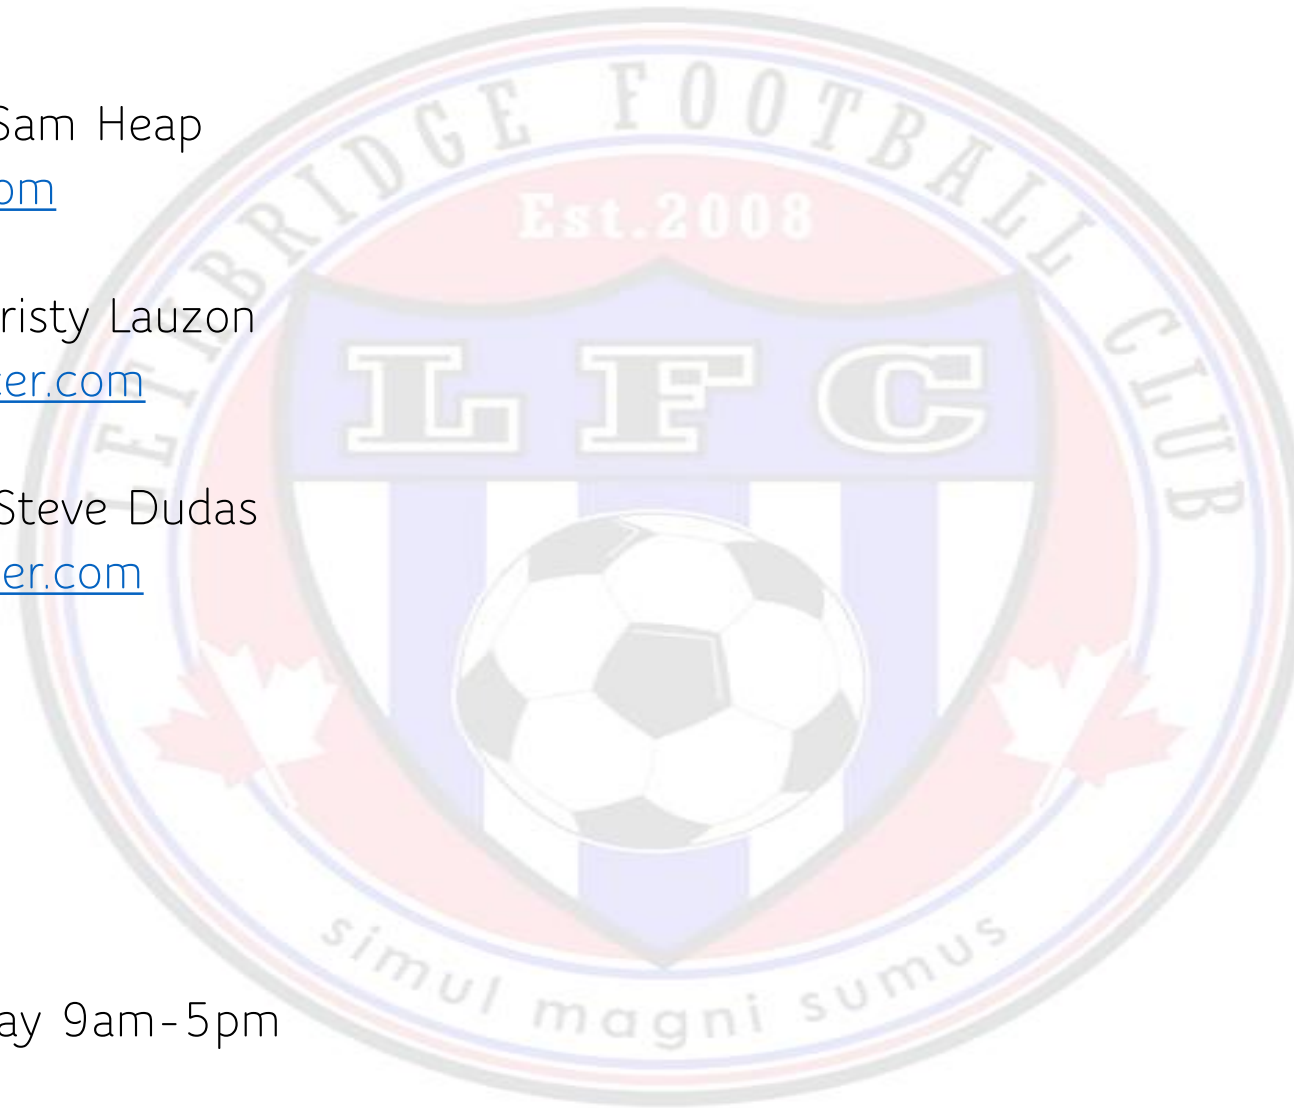 Sam Heap
om
risty Lauzon
er.com
Steve Dudas
er.com
ay 9am-5pm
LETHBRIDGE FOOTBALL CLUB
Est.2008
LFC
simul magni sumus